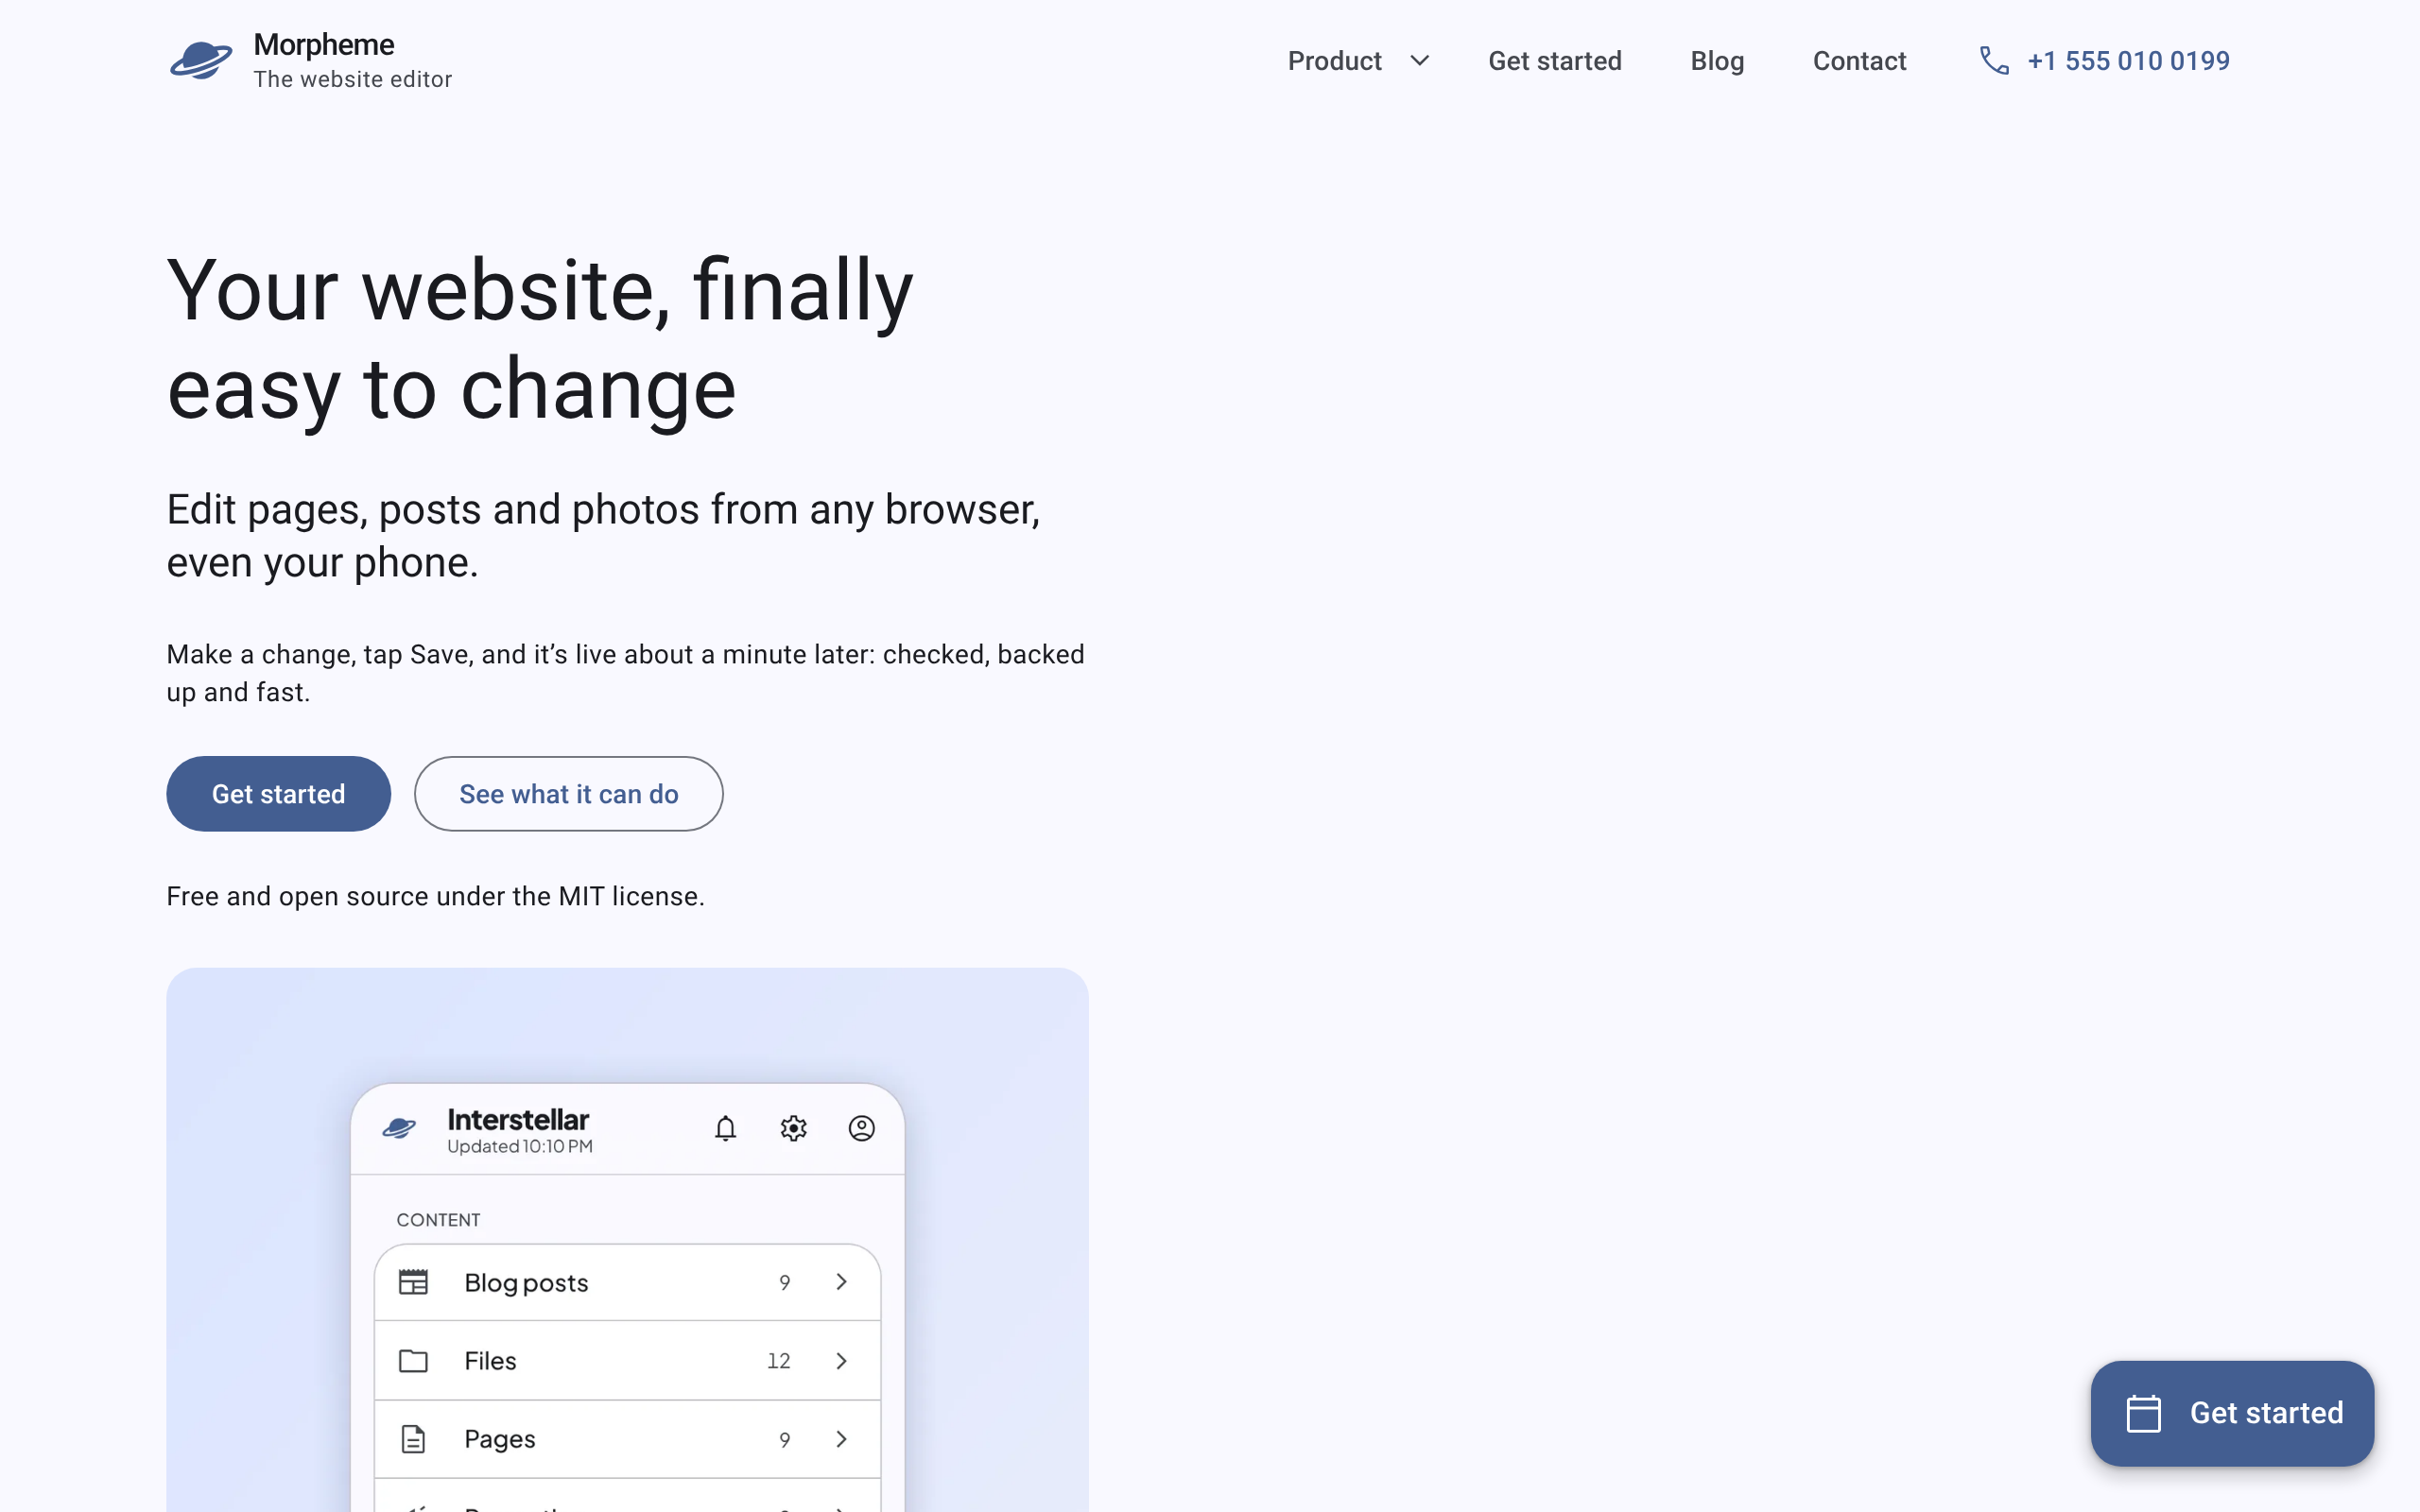 Morpheme
The website editor
Product
Get started
Blog
Contact
+1 555 010 0199
Your website, finally
easy to change
Edit pages, posts and photos from any browser,
even your phone.
Make a change, tap Save, and it’s live about a minute later: checked, backed
up and fast.
Get started
See what it can do
Free and open source under the MIT license.
Interstellar
Updated 10:10 PM
CONTENT
Blog posts 9
Files 12
Pages 9
Get started